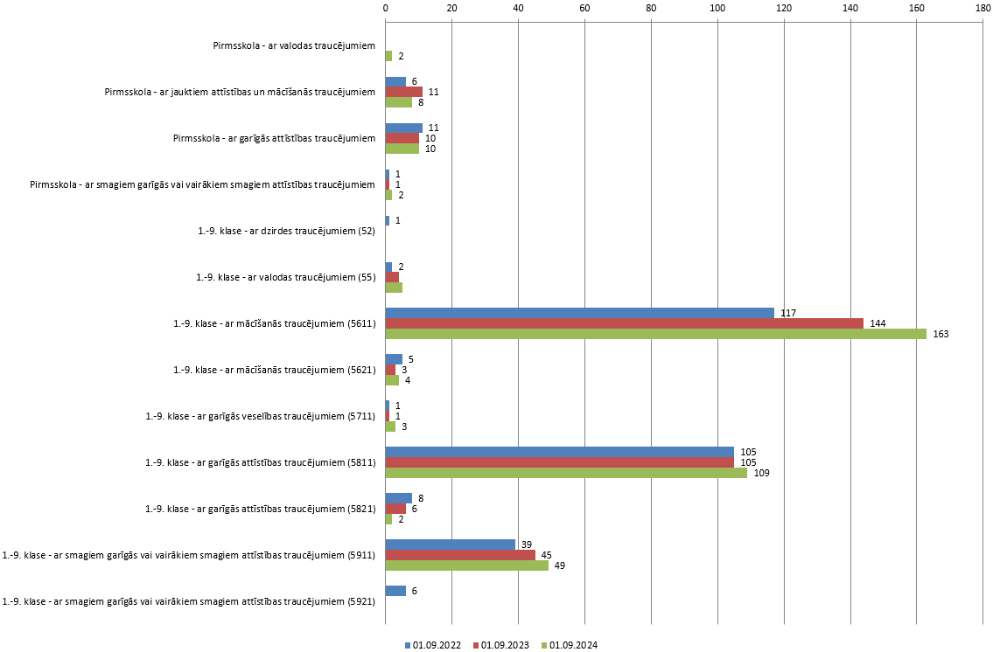 0 20 40 60 80 100 120 140 160 180
Pirmsskola - ar valodas traucējumiem
2
Pirmsskola - ar jauktiem attīstības un mācīšanās traucējumiem
6
11
8
Pirmsskola - ar garīgās attīstības traucējumiem
11
10
10
Pirmsskola - ar smagiem garīgās vai vairākiem smagiem attīstības traucējumiem
1
1
2
1.-9. klase - ar dzirdes traucējumiem (52)
1
1.-9. klase - ar valodas traucējumiem (55)
2
1.-9. klase - ar mācīšanās traucējumiem (5611)
117
144
163
1.-9. klase - ar mācīšanās traucējumiem (5621)
5
3
4
1.-9. klase - ar garīgās veselības traucējumiem (5711)
1
1
3
1.-9. klase - ar garīgās attīstības traucējumiem (5811)
105
105
109
1.-9. klase - ar garīgās attīstības traucējumiem (5821)
8
6
2
1.-9. klase - ar smagiem garīgās vai vairākiem smagiem attīstības traucējumiem (5911)
39
45
49
1.-9. klase - ar smagiem garīgās vai vairākiem smagiem attīstības traucējumiem (5921)
6
01.09.2022 01.09.2023 01.09.2024